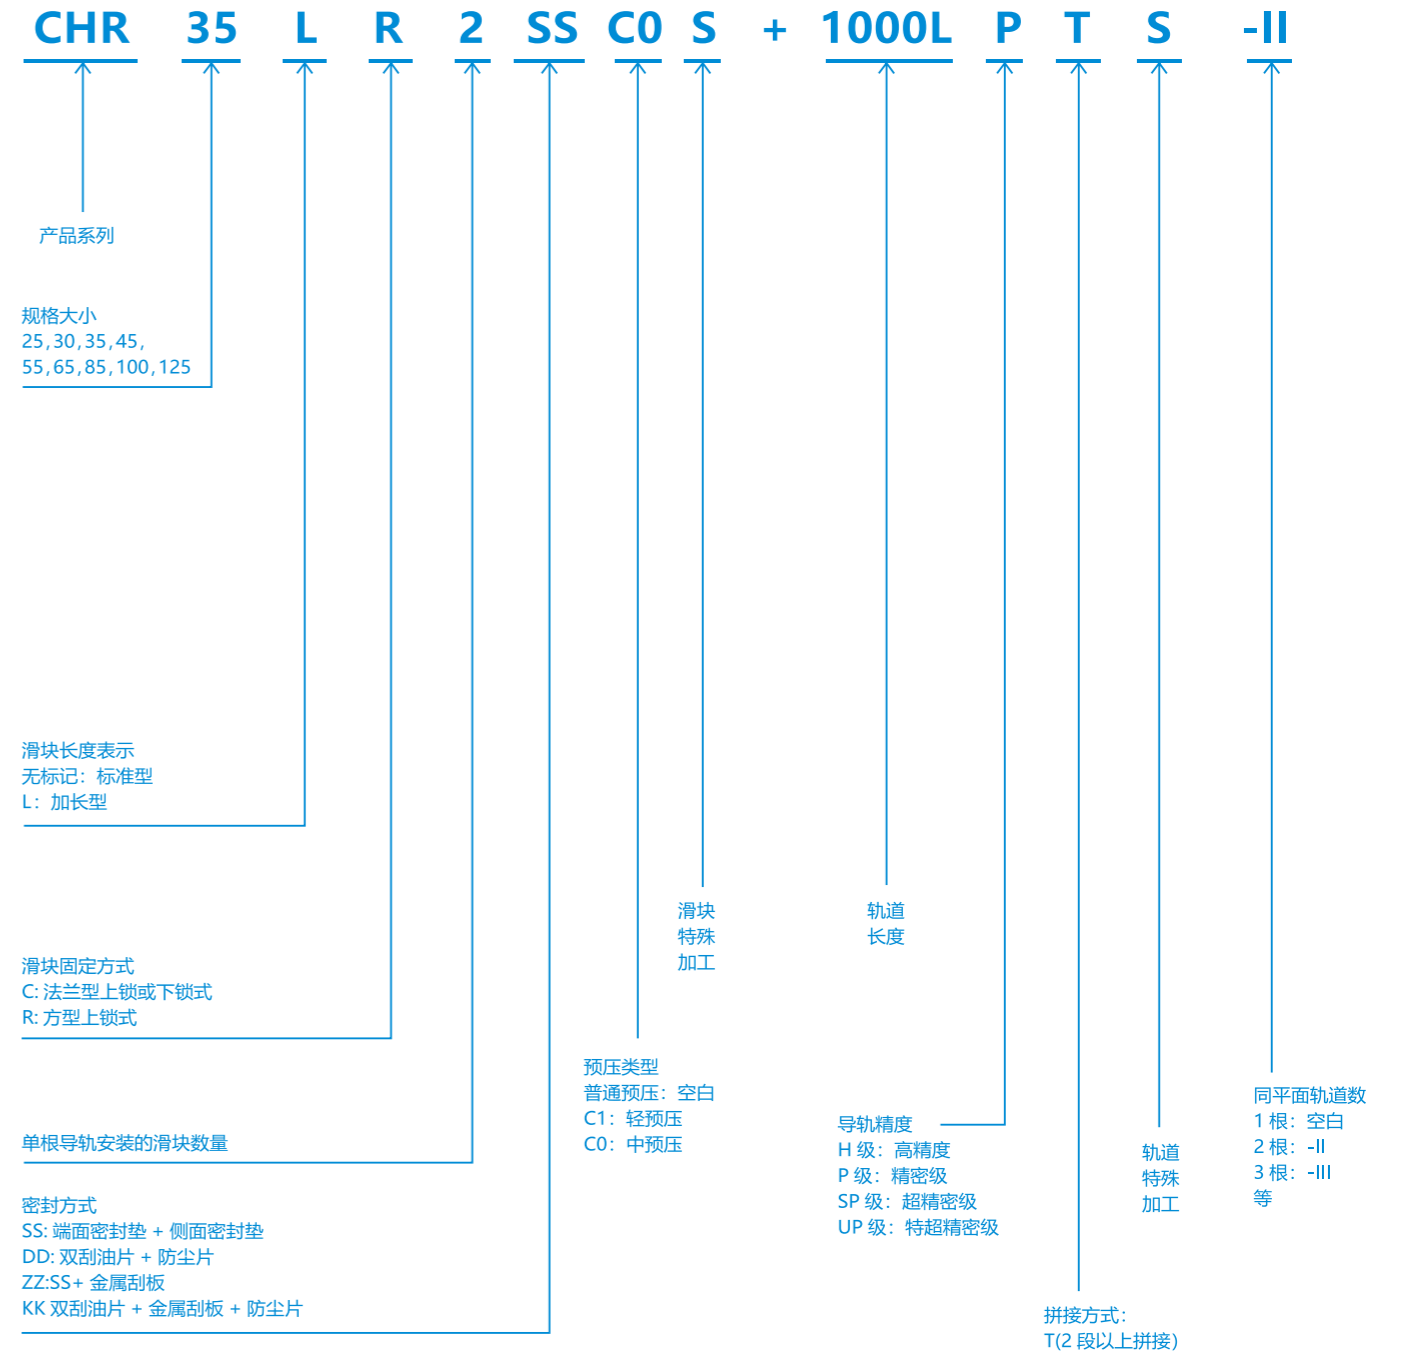 CHR 35 L R 2 SS C0 S + 1000L P T S -II
产品系列
规格大小
25,30,35,45,
55,65,85,100,125
滑块长度表示
无标记：标准型
L：加长型
滑块固定方式
C: 法兰型上锁或下锁式
R: 方型上锁式
单根导轨安装的滑块数量
密封方式
SS: 端面密封垫 + 侧面密封垫
DD: 双刮油片 + 防尘片
ZZ:SS+ 金属刮板
KK 双刮油片 + 金属刮板 + 防尘片
预压类型
普通预压：空白
C1：轻预压
C0：中预压
滑块
特殊
加工
轨道
长度
导轨精度
H 级：高精度
P 级：精密级
SP 级：超精密级
UP 级：特超精密级
拼接方式：
T(2 段以上拼接）
轨道
特殊
加工
同平面轨道数
1 根：空白
2 根：-II
3 根：-III
等